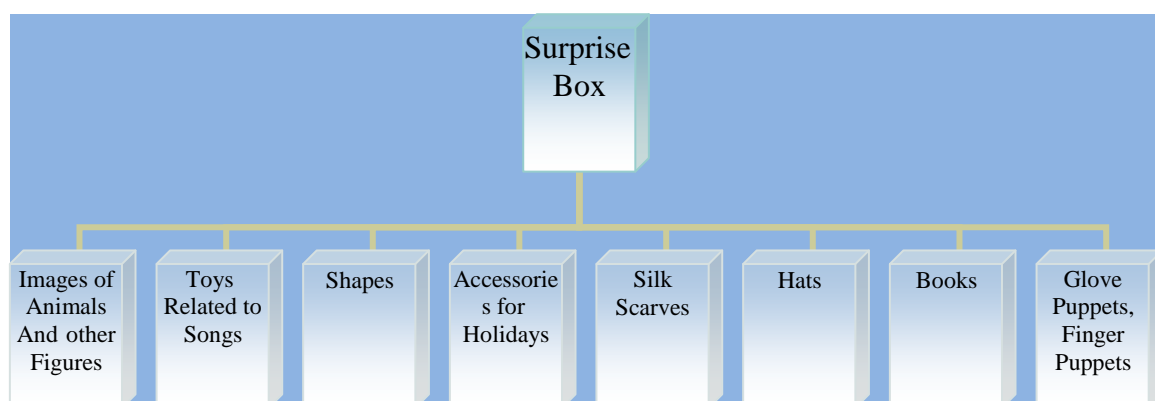 Surprise
Box
Images of
Animals
And other
Figures
Toys
Related to
Songs
Shapes
Accessorie
s for
Holidays
Silk
Scarves
Hats
Books
Glove
Puppets,
Finger
Puppets